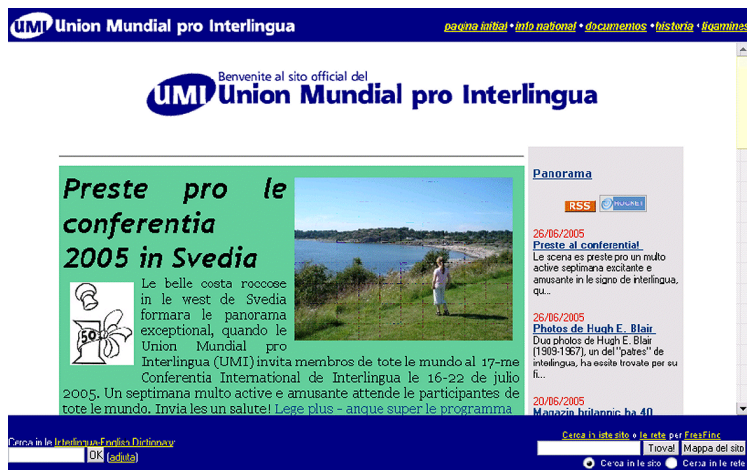 UMI Union Mundial pro Interlingua
pagina initial • info national • documentos • historia • ligamines
Benvenite al sito official del
UMI Union Mundial pro Interlingua
Preste pro le
conferentia
2005 in Svedia
Le belle costa roccose
in le west de Svedia
formara le panorama
exceptional, quando le
Union Mundial pro
Interlingua (UMI) invita membros de tote le mundo al 17-me
Conferentia International de Interlingua le 16-22 de julio
2005. Un septimana multo active e amusante attende le participantes de
tote le mundo. Invia les un salute! Lege plus - anque super le programma
50
Panorama
RSS
26/06/2005
Preste al conferentia!
Le scena es preste pro un multo
active septimana excitante e
amusante in le signo de interlingua,
qu...
26/06/2005
Photos de Hugh E. Blair
Duo photos de Hugh E. Blair
(1909-1967), un del "patres" de
interlingua, ha essite trovate per su
fi...
20/06/2005
Magazin britannic ha 40
Cerca in le Interlingua-English Dictionary:
OK (adjuta)
Cerca in iste sito o le rete per FreeFind
Trova! Mappa del sito
Cerca in le sito Cerca in le rete